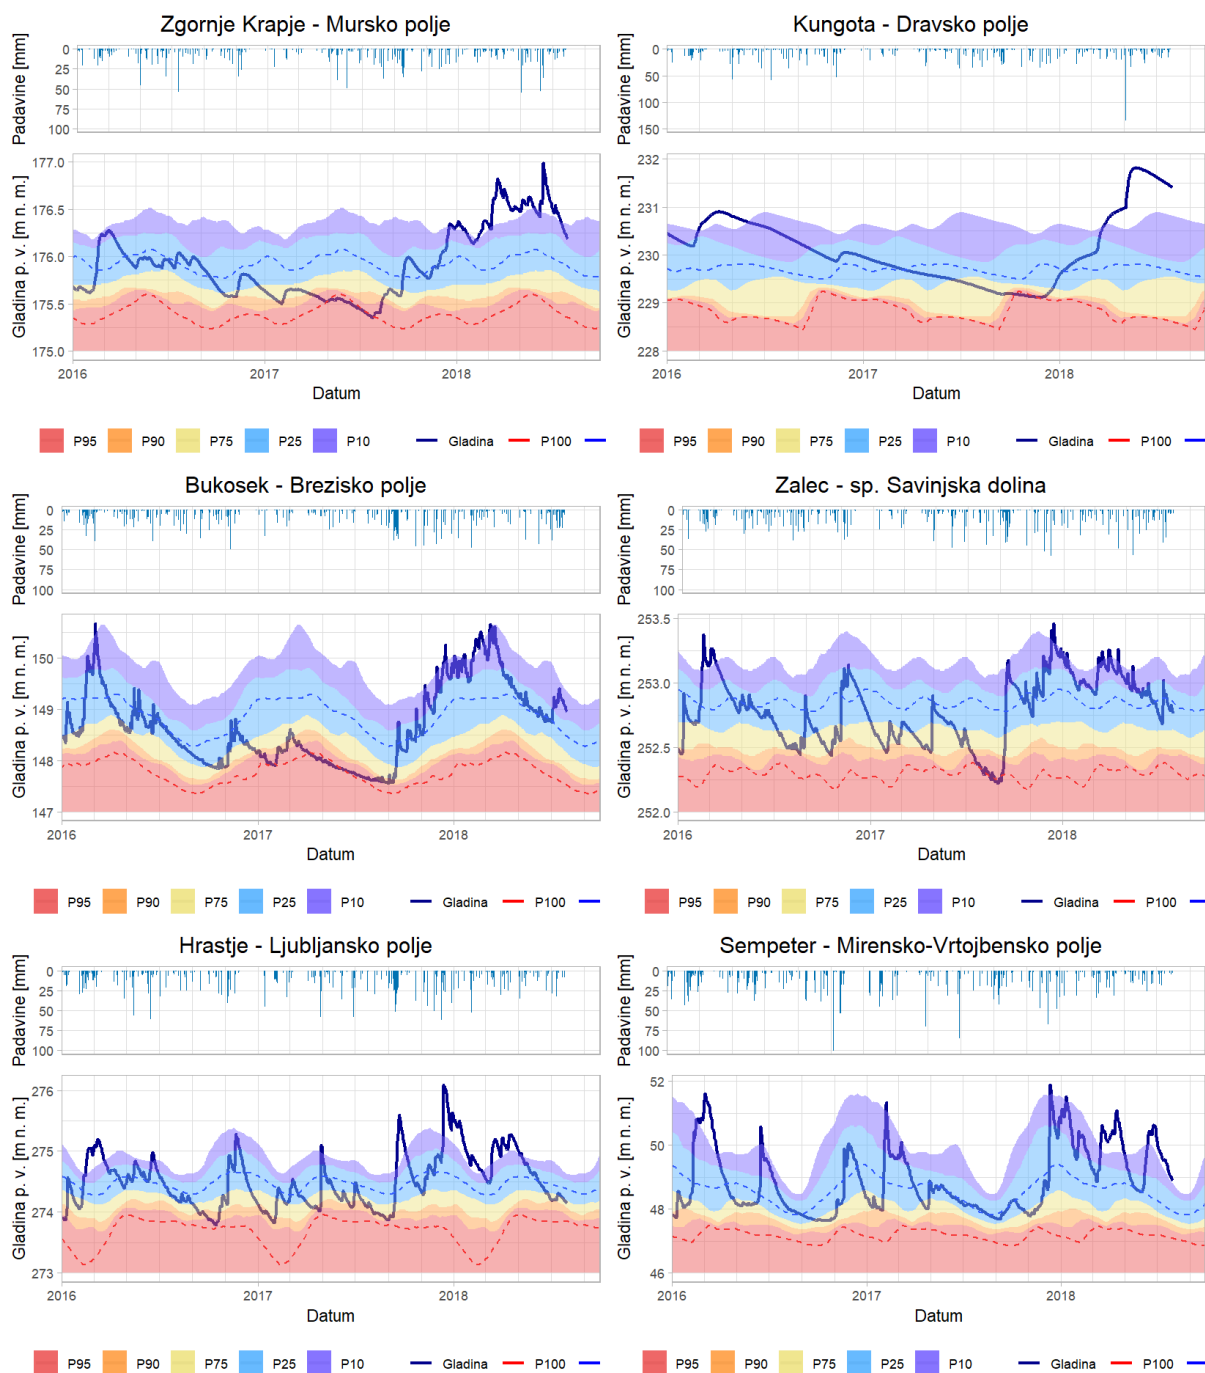 Zgornje Krapje - Mursko polje
Padavine [mm]
0
25
50
75
100
Gladina p. v. [m n. m.]
177.0
176.5
176.0
175.5
175.0
2016 2017 2018
Datum
P95 P90 P75 P25 P10 Gladina P100
Kungota - Dravsko polje
Padavine [mm]
0
50
100
150
Gladina p. v. [m n. m.]
232
231
230
229
228
2016 2017 2018
Datum
P95 P90 P75 P25 P10 Gladina P100
Bukosek - Brezisko polje
Padavine [mm]
0
25
50
75
100
Gladina p. v. [m n. m.]
150
149
148
147
2016 2017 2018
Datum
P95 P90 P75 P25 P10 Gladina P100
Zalec - sp. Savinjska dolina
Padavine [mm]
0
25
50
75
100
Gladina p. v. [m n. m.]
253.5
253.0
252.5
252.0
2016 2017 2018
Datum
P95 P90 P75 P25 P10 Gladina P100
Hrastje - Ljubljansko polje
Padavine [mm]
0
25
50
75
100
Gladina p. v. [m n. m.]
276
275
274
273
2016 2017 2018
Datum
P95 P90 P75 P25 P10 Gladina P100
Sempeter - Mirensko-Vrtojbensko polje
Padavine [mm]
0
25
50
75
100
Gladina p. v. [m n. m.]
52
50
48
46
2016 2017 2018
Datum
P95 P90 P75 P25 P10 Gladina P100